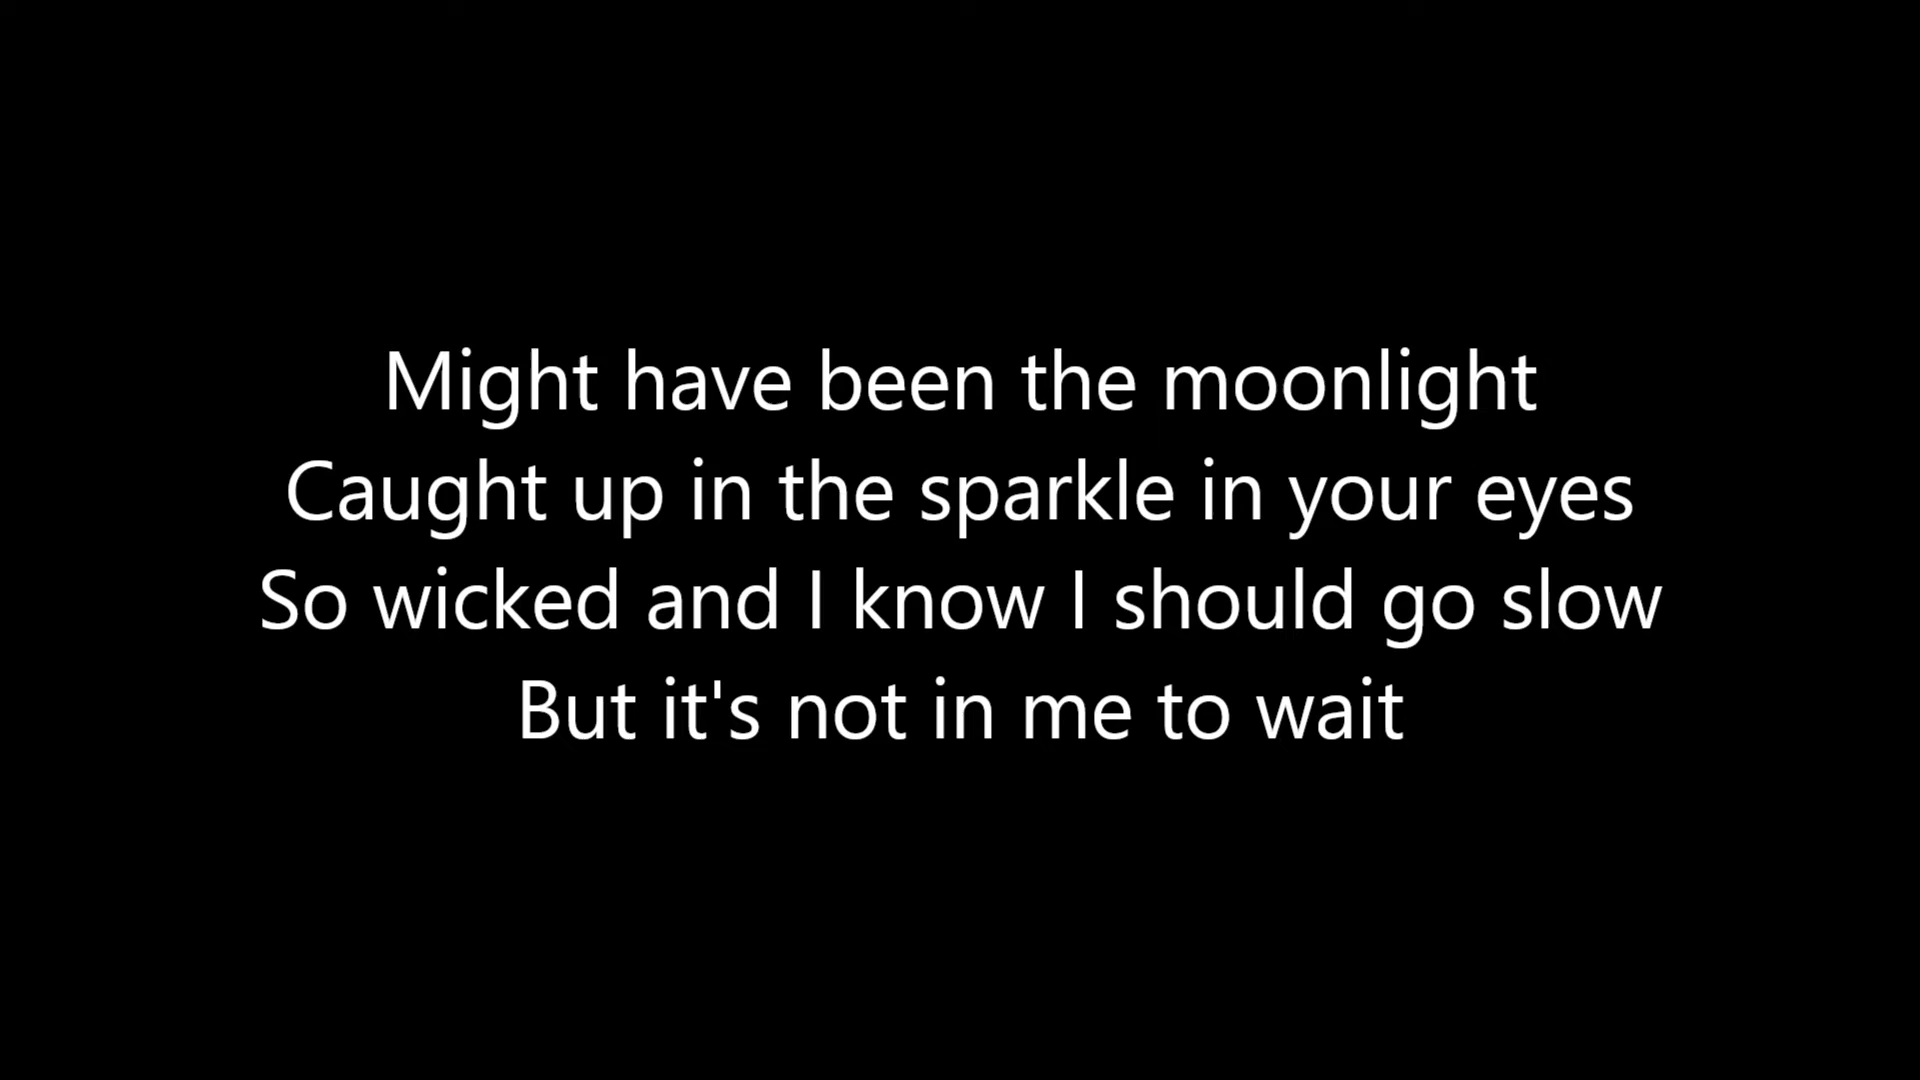 Might have been the moonlight
Caught up in the sparkle in your eyes
So wicked and I know I should go slow
But it's not in me to wait